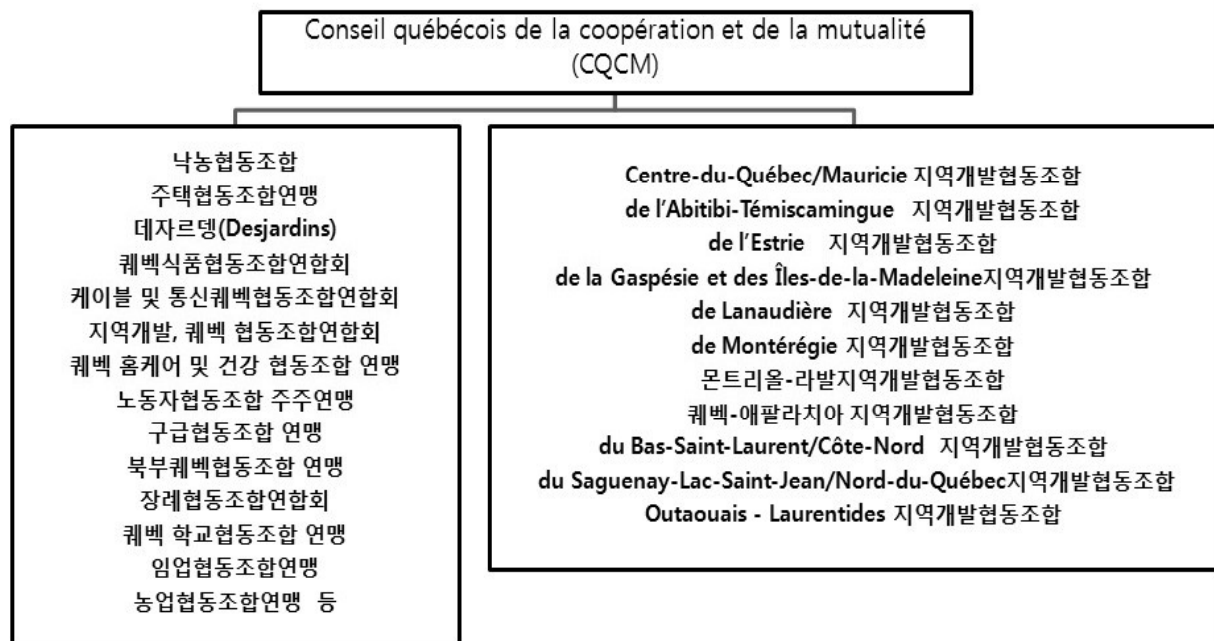 Conseil québécois de la coopération et de la mutualité
(CQCM)
낙농협동조합
주택협동조합연맹
데자르뎅(Desjardins)
퀘벡식품협동조합연합회
케이블 및 통신퀘벡협동조합연합회
지역개발, 퀘벡 협동조합연합회
퀘벡 홈케어 및 건강 협동조합 연맹
노동자협동조합 주주연맹
구급협동조합 연맹
북부퀘벡협동조합 연맹
장례협동조합연합회
퀘벡 학교협동조합 연맹
임업협동조합연맹
농업협동조합연맹 등
Centre-du-Québec/Mauricie 지역개발협동조합
de l'Abitibi-Témiscamingue 지역개발협동조합
de l'Estrie 지역개발협동조합
de la Gaspésie et des Îles-de-la-Madeleine지역개발협동조합
de Lanaudière 지역개발협동조합
de Montérégie 지역개발협동조합
몬트리올-라발지역개발협동조합
퀘벡-애팔라치아 지역개발협동조합
du Bas-Saint-Laurent/Côte-Nord 지역개발협동조합
du Saguenay-Lac-Saint-Jean/Nord-du-Québec지역개발협동조합
Outaouais - Laurentides 지역개발협동조합